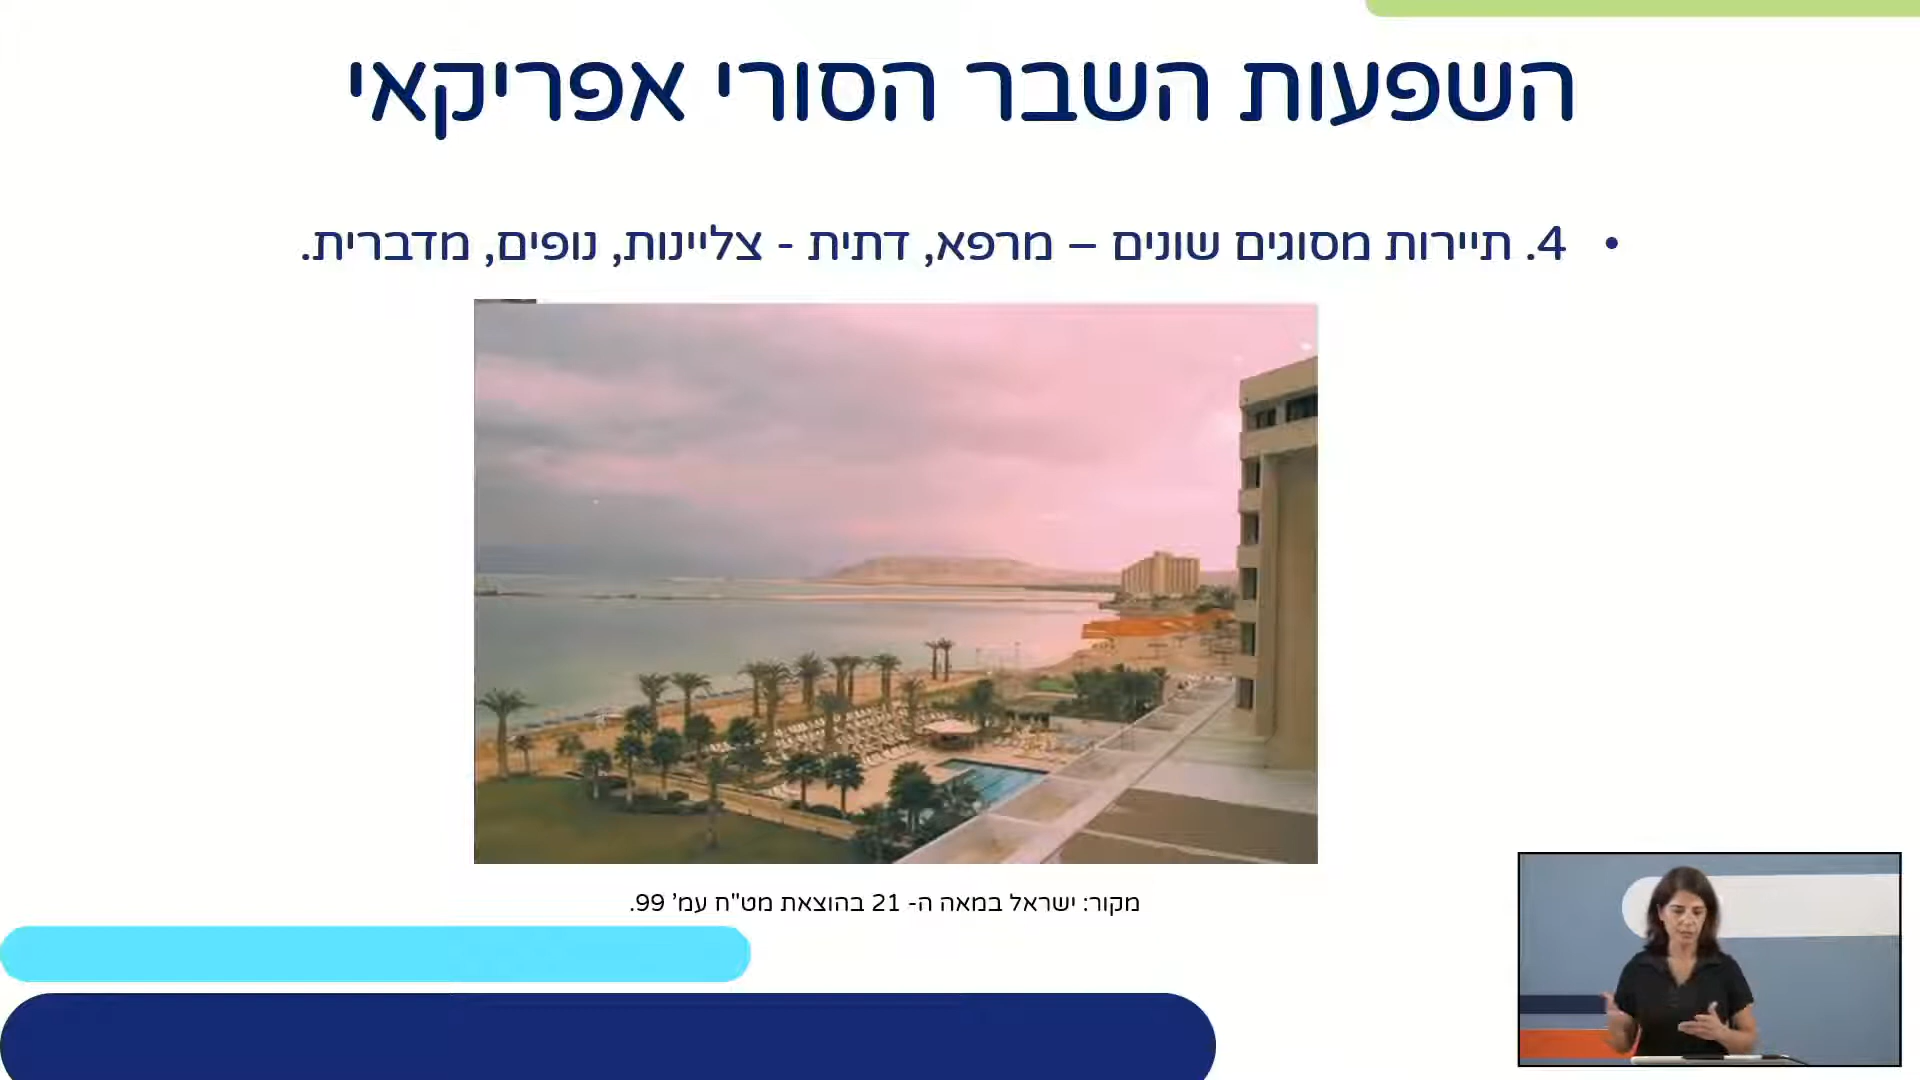 השפעות השבר הסורי אפריקאי
• 4. תיירות מסוגים שונים – מרפא, דתית - צליינות, נופים, מדברית.
מקור: ישראל במאה ה- 21 בהוצאת מט"ח עמ' 99.